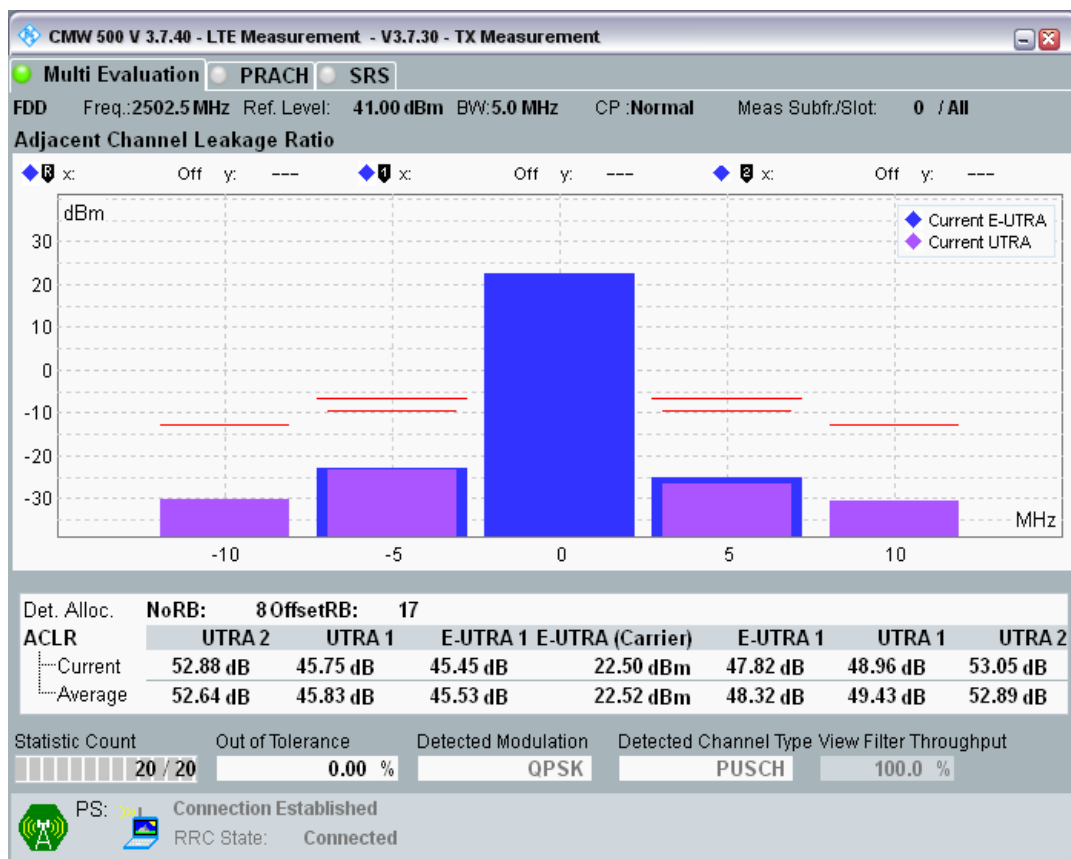 CMW 500 V 3.7.40 - LTE Measurement - V3.7.30 - TX Measurement
Multi Evaluation PRACH SRS
FDD Freq.:2502.5 MHz Ref. Level: 41.00 dBm BW:5.0 MHz CP :Normal Meas Subfr./Slot: 0 / All
Adjacent Channel Leakage Ratio
R x: Off y: --- 1 x: Off y: --- 2 x: Off y: ---
dBm
Current E-UTRA
Current UTRA
30
20
10
0
-10
-20
-30
MHz
-10 -5 0 5 10
Det. Alloc. NoRB: 8 OffsetRB: 17
ACLR UTRA 2 UTRA 1 E-UTRA 1 E-UTRA (Carrier) E-UTRA 1 UTRA 1 UTRA 2
Current 52.88 dB 45.75 dB 45.45 dB 22.50 dBm 47.82 dB 48.96 dB 53.05 dB
Average 52.64 dB 45.83 dB 45.53 dB 22.52 dBm 48.32 dB 49.43 dB 52.89 dB
Statistic Count Out of Tolerance Detected Modulation Detected Channel Type View Filter Throughput
20 / 20 0.00 % QPSK PUSCH 100.0 %
PS: Connection Established
RRC State: Connected